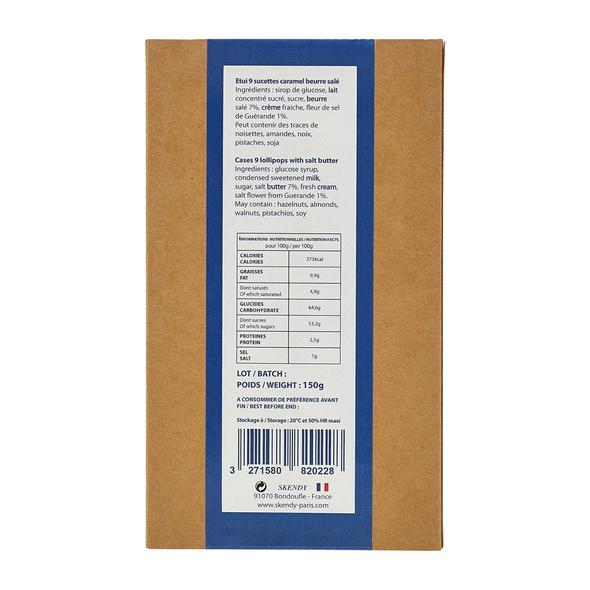 Etui 9 sucettes caramel beurre salé
Ingrédients : sirop de glucose, lait
concentré sucré, sucre, beurre
salé 7%, crème fraiche, fleur de sel
de Guérande 1%.
Peut contenir des traces de
noisettes, amandes, noix,
pistaches, soja
Cases 9 lollipops with salt butter
Ingredients : glucose syrup,
condensed sweetened milk,
sugar, salt butter 7%, fresh cream,
salt flower from Guerande 1%.
May contain : hazelnuts, almonds,
walnuts, pistachios, soy
INFORMATIONS NUTRITIONNELLES / NUTRITION FACTS
pour 100g / per 100g
CALORIES
CALORIES
373kcal
GRAISSES
FAT
9,9g
Dont saturés
Of which saturated
4,9g
GLUCIDES
CARBOHYDRATE
64,6g
Dont sucres
Of which sugars
53,2g
PROTEINES
PROTEIN
2,5g
SEL
SALT
1g
LOT / BATCH :
POIDS / WEIGHT : 150g
A CONSOMMER DE PRÉFÉRENCE AVANT
FIN / BEST BEFORE END :
Stockage à / Storage : 20°C et 50% HR maxi
3 271580 820228
SKENDY
91070 Bondoufle - France
www.skendy-paris.com